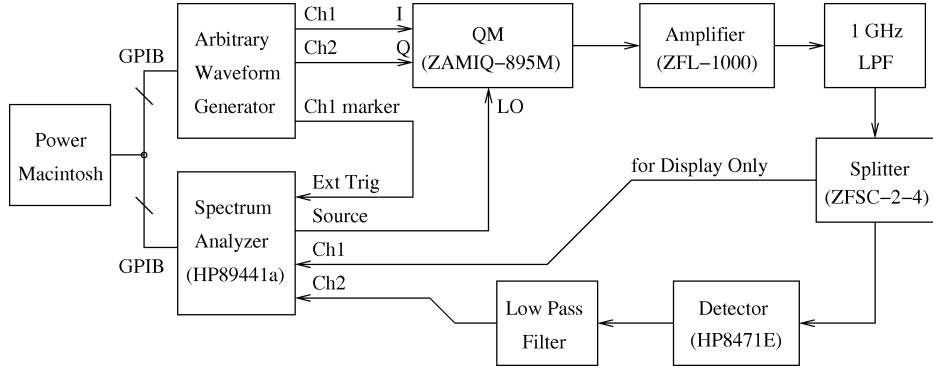 Power
Macintosh
GPIB
GPIB
Arbitrary
Waveform
Generator
Ch1
Ch2
Ch1 marker
I
Q
QM
(ZAMIQ−895M)
LO
Amplifier
(ZFL−1000)
1 GHz
LPF
Splitter
(ZFSC−2−4)
for Display Only
Spectrum
Analyzer
(HP89441a)
Ext Trig
Source
Ch1
Ch2
Low Pass
Filter
Detector
(HP8471E)